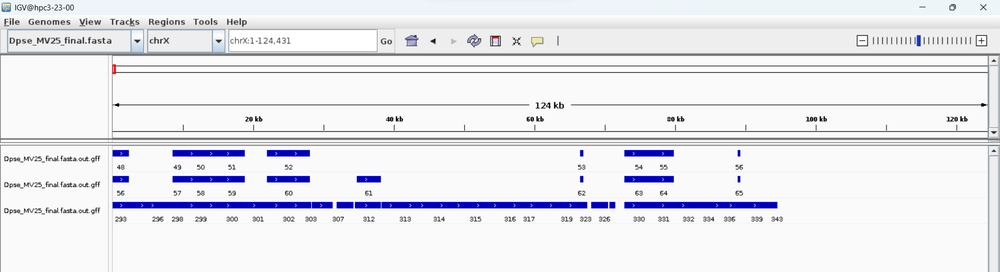 IGV@hpc3-23-00
File Genomes View Tracks Regions Tools Help
Dpse_MV25_final.fasta chrX chrX:1-124,431 Go
124 kb
20 kb 40 kb 60 kb 80 kb 100 kb 120 kb
Dpse_MV25_final.fasta.out.gff
48 49 50 51 52 53 54 55 56
Dpse_MV25_final.fasta.out.gff
56 57 58 59 60 61 62 63 64 65
Dpse_MV25_final.fasta.out.gff
293 296 298 299 300 301 302 303 307 312 313 314 315 316 317 319 323 326 330 331 332 334 336 339 343